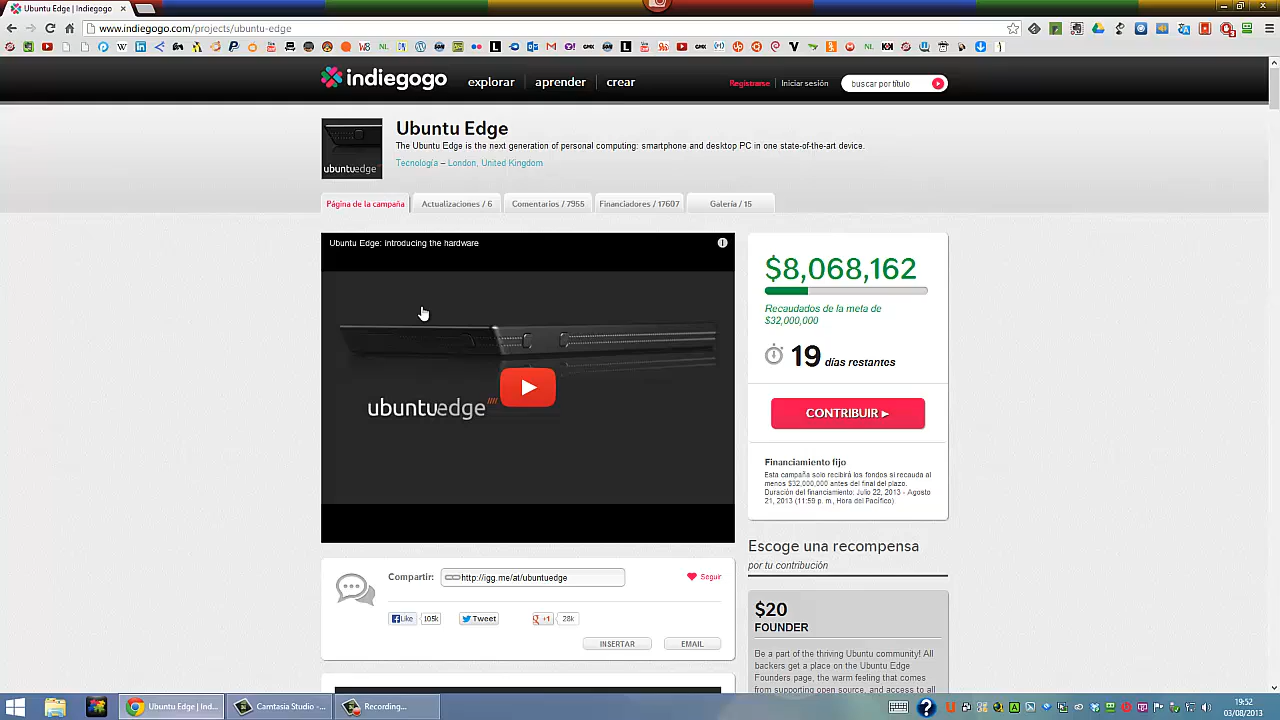 Ubuntu Edge | Indiegogo
www.indiegogo.com/projects/ubuntu-edge
indiegogo
explorar
aprender
crear
Registrarse
Iniciar sesión
buscar por título
Ubuntu Edge
The Ubuntu Edge is the next generation of personal computing: smartphone and desktop PC in one state-of-the-art device.
Tecnología – London, United Kingdom
ubuntuedge
Página de la campaña
Actualizaciones / 6
Comentarios / 7955
Financiadores / 17607
Galería / 15
Ubuntu Edge: introducing the hardware
ubuntuedge
$8,068,162
Recaudados de la meta de
$32,000,000
19 días restantes
CONTRIBUIR ▸
Financiamiento fijo
Esta campaña solo recibirá los fondos si recauda al
menos $32,000,000 antes del final del plazo.
Duración del financiamiento: Julio 22, 2013 - Agosto
21, 2013 (11:59 p. m., Hora del Pacífico)
Compartir:
http://igg.me/at/ubuntuedge
Seguir
Like
105k
Tweet
+1
28k
INSERTAR
EMAIL
Escoge una recompensa
por tu contribución
$20
FOUNDER
Be a part of the thriving Ubuntu community! All
backers get a place on the Ubuntu Edge
Founders page, the warm feeling that comes
from supporting open source, and access to all
Ubuntu Edge | Ind...
Camtasia Studio -...
Recording...
19:52
03/08/2013